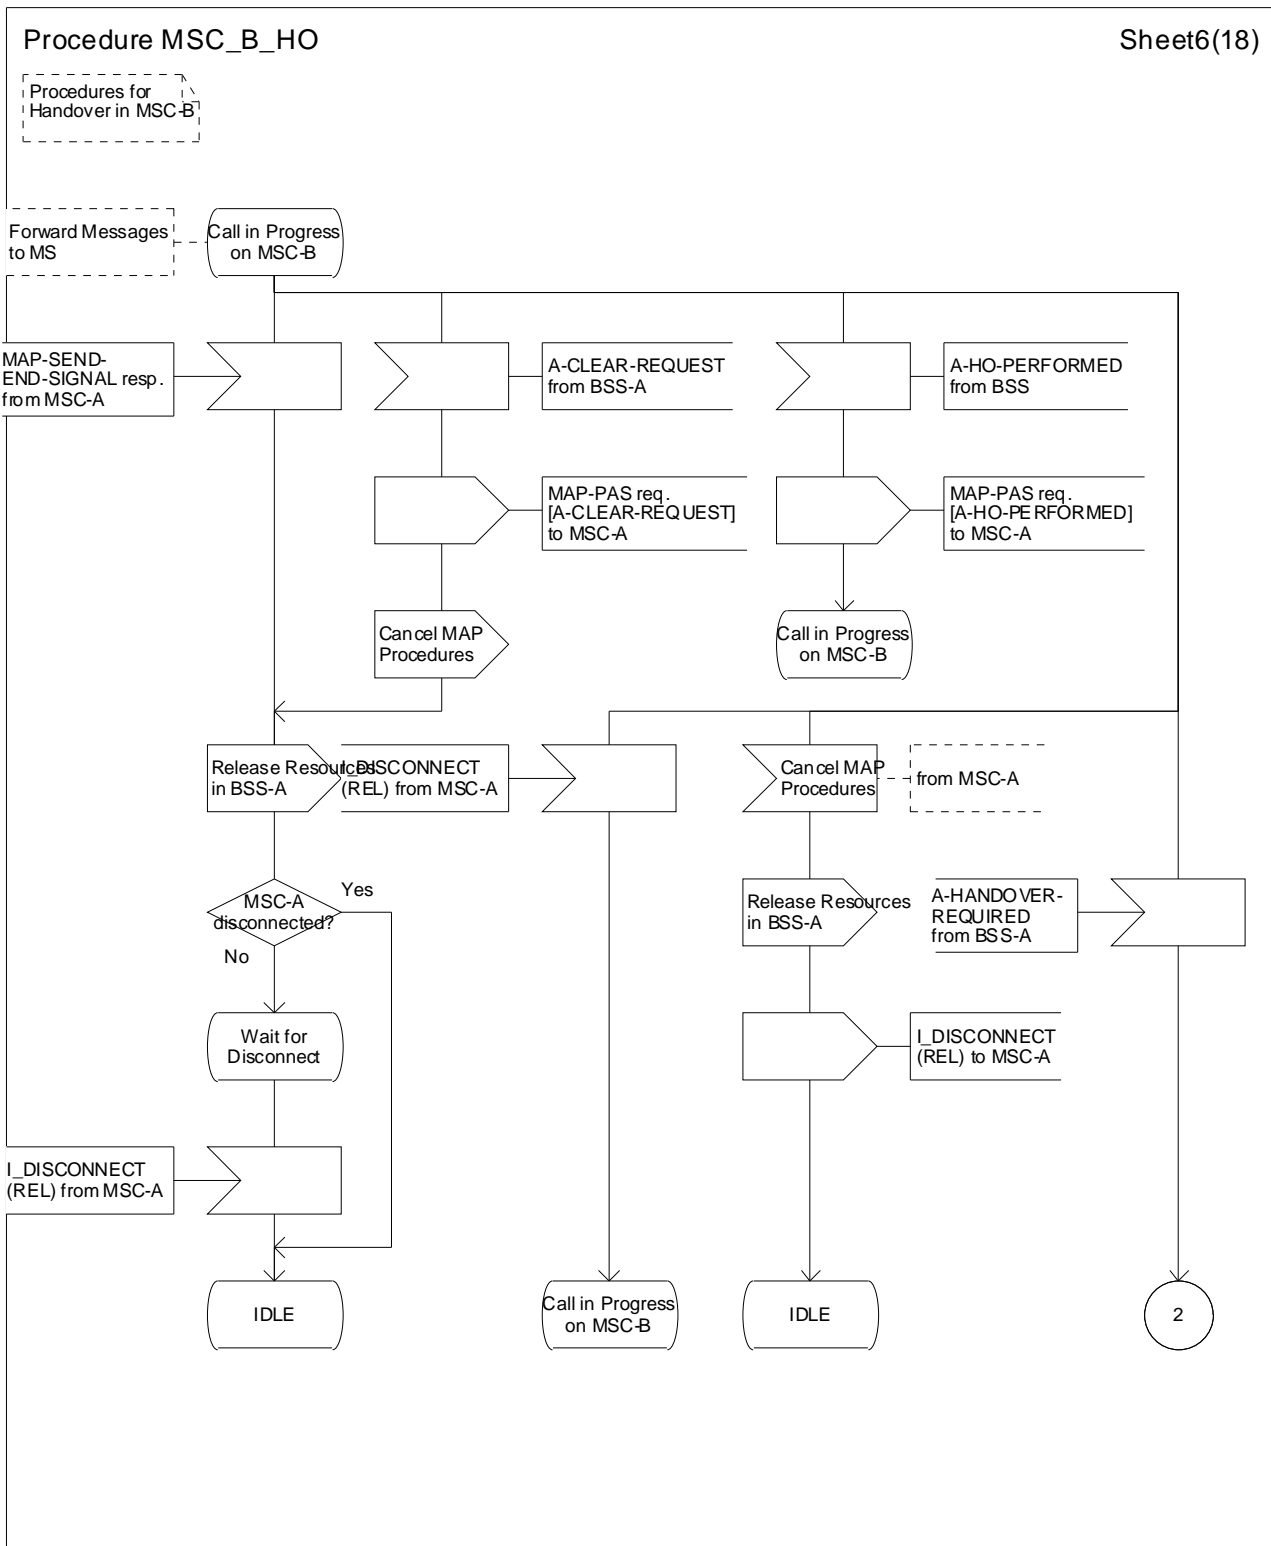 Procedure MSC_B_HO
Sheet6(18)
Procedures for
Handover in MSC-B
Forward Messages
to MS
Call in Progress
on MSC-B
MAP-SEND-
END-SIGNAL resp.
from MSC-A
A-CLEAR-REQUEST
from BSS-A
A-HO-PERFORMED
from BSS
MAP-PAS req.
[A-CLEAR-REQUEST]
to MSC-A
MAP-PAS req.
[A-HO-PERFORMED]
to MSC-A
Cancel MAP
Procedures
Call in Progress
on MSC-B
Release Resources
in BSS-A
I_DISCONNECT
(REL) from MSC-A
Cancel MAP
Procedures
from MSC-A
MSC-A
disconnected?
Yes
No
Release Resources
in BSS-A
A-HANDOVER-
REQUIRED
from BSS-A
Wait for
Disconnect
I_DISCONNECT
(REL) to MSC-A
I_DISCONNECT
(REL) from MSC-A
IDLE
Call in Progress
on MSC-B
IDLE
2